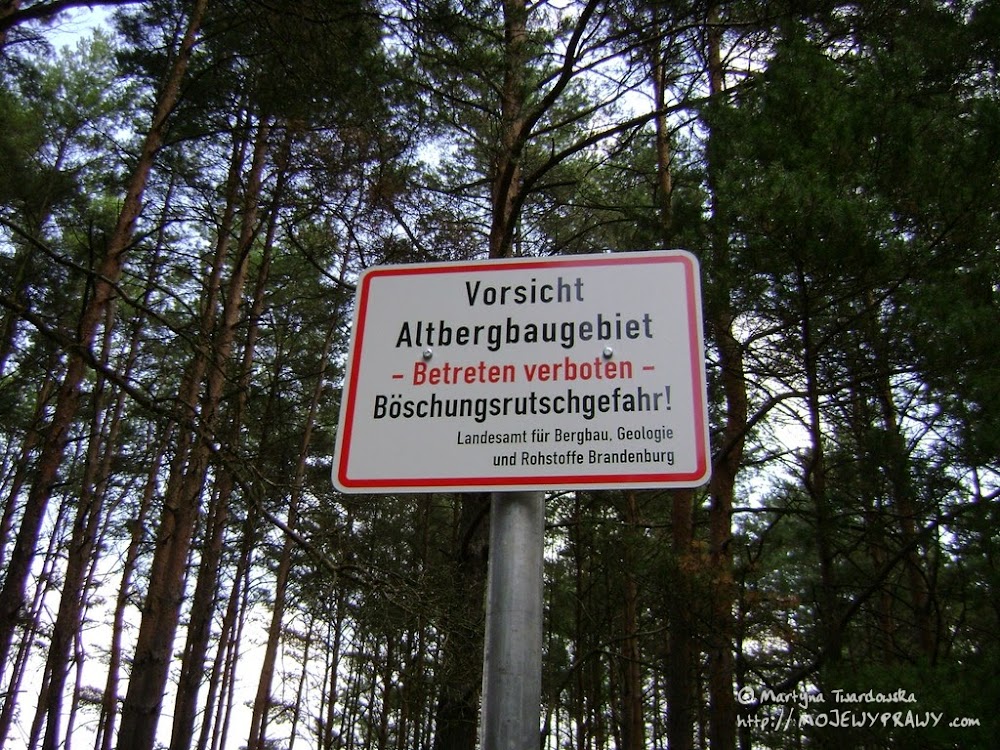 Vorsicht
Altbergbaugebiet
- Betreten verboten -
Böschungsrutschgefahr!
Landesamt für Bergbau, Geologie
und Rohstoffe Brandenburg
© Martyna Twardowska
http://MOJEWYPRAWY.com